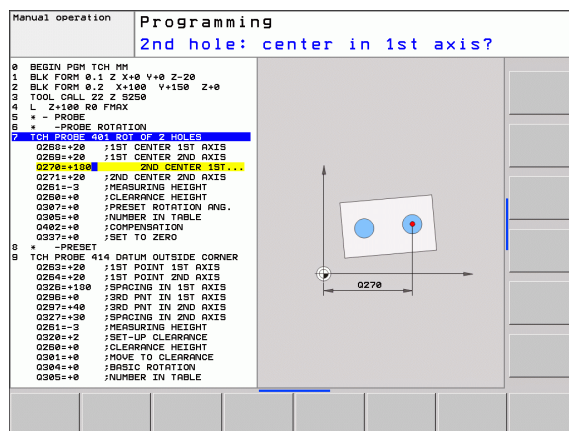 Manual operation
Programming
2nd hole: center in 1st axis?
0 BEGIN PGM TCH MM
1 BLK FORM 0.1 Z X+0 Y+0 Z-20
2 BLK FORM 0.2 X+100 Y+150 Z+0
3 TOOL CALL 22 Z S250
4 L Z+100 R0 FMAX
5 * - PROBE
6 * -PROBE ROTATION
7 TCH PROBE 401 ROT OF 2 HOLES
Q268=+20 ;1ST CENTER 1ST AXIS
Q269=+20 ;1ST CENTER 2ND AXIS
Q270=+180 2ND CENTER 1ST...
Q271=+20 ;2ND CENTER 2ND AXIS
Q261=-3 ;MEASURING HEIGHT
Q260=+0 ;CLEARANCE HEIGHT
Q307=+0 ;PRESET ROTATION ANG.
Q305=+0 ;NUMBER IN TABLE
Q402=+0 ;COMPENSATION
Q337=+0 ;SET TO ZERO
8 * -PRESET
9 TCH PROBE 414 DATUM OUTSIDE CORNER
Q263=+20 ;1ST POINT 1ST AXIS
Q264=+20 ;1ST POINT 2ND AXIS
Q326=+180 ;SPACING IN 1ST AXIS
Q296=+0 ;3RD PNT IN 1ST AXIS
Q297=+40 ;3RD PNT IN 2ND AXIS
Q327=+30 ;SPACING IN 2ND AXIS
Q261=-3 ;MEASURING HEIGHT
Q320=+2 ;SET-UP CLEARANCE
Q260=+0 ;CLEARANCE HEIGHT
Q301=+0 ;MOVE TO CLEARANCE
Q304=+0 ;BASIC ROTATION
Q305=+0 ;NUMBER IN TABLE
Q270